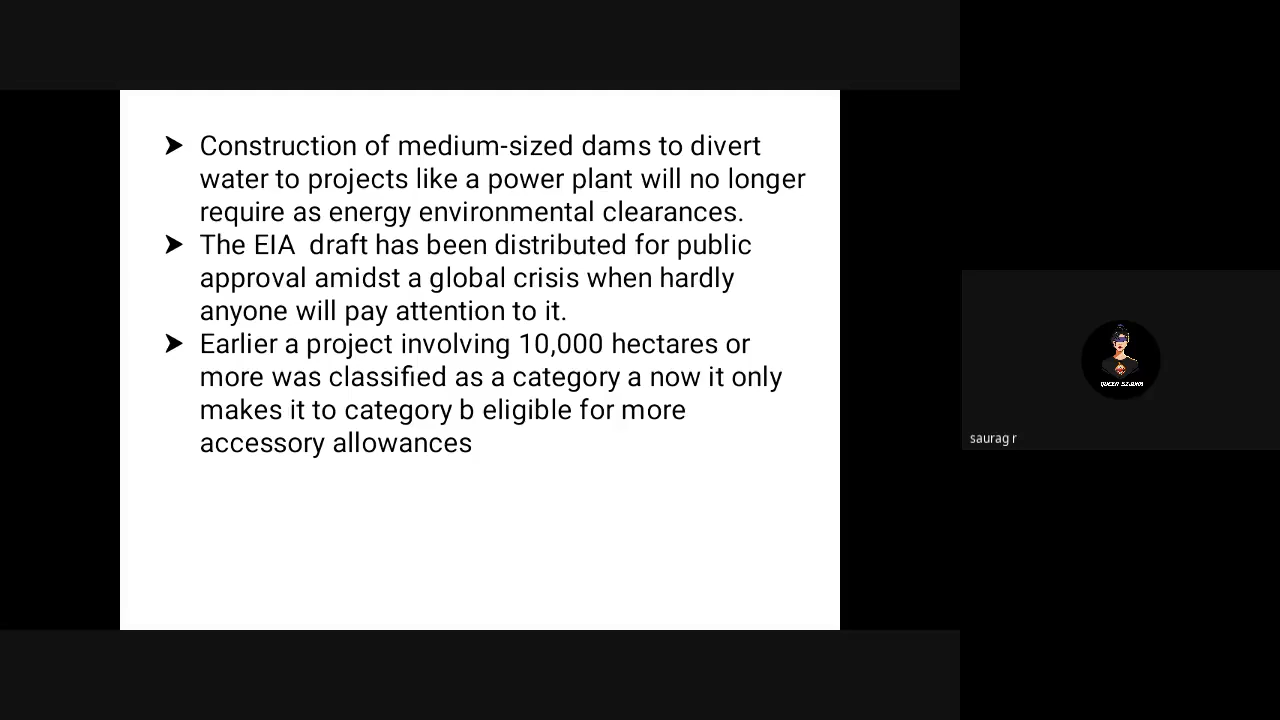 Construction of medium-sized dams to divert
water to projects like a power plant will no longer
require as energy environmental clearances.
The EIA  draft has been distributed for public
approval amidst a global crisis when hardly
anyone will pay attention to it.
Earlier a project involving 10,000 hectares or
more was classified as a category a now it only
makes it to category b eligible for more
accessory allowances
saurag r